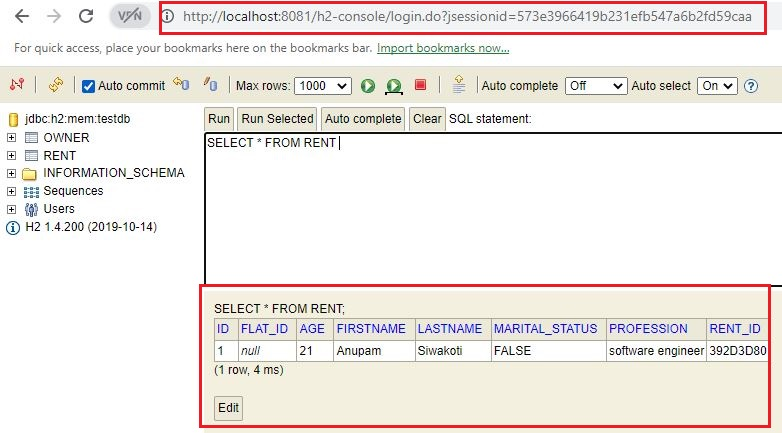 VPN http://localhost:8081/h2-console/login.do?jsessionid=573e3966419b231efb547a6b2fd59caa
For quick access, place your bookmarks here on the bookmarks bar. Import bookmarks now...
Auto commit Max rows: 1000 Auto complete Off Auto select On ?
jdbc:h2:mem:testdb
OWNER
RENT
INFORMATION_SCHEMA
Sequences
Users
H2 1.4.200 (2019-10-14)
Run Run Selected Auto complete Clear SQL statement:
SELECT * FROM RENT
SELECT * FROM RENT;
ID FLAT_ID AGE FIRSTNAME LASTNAME MARITAL_STATUS PROFESSION RENT_ID
1 null 21 Anupam Siwakoti FALSE software engineer 392D3D80
(1 row, 4 ms)
Edit